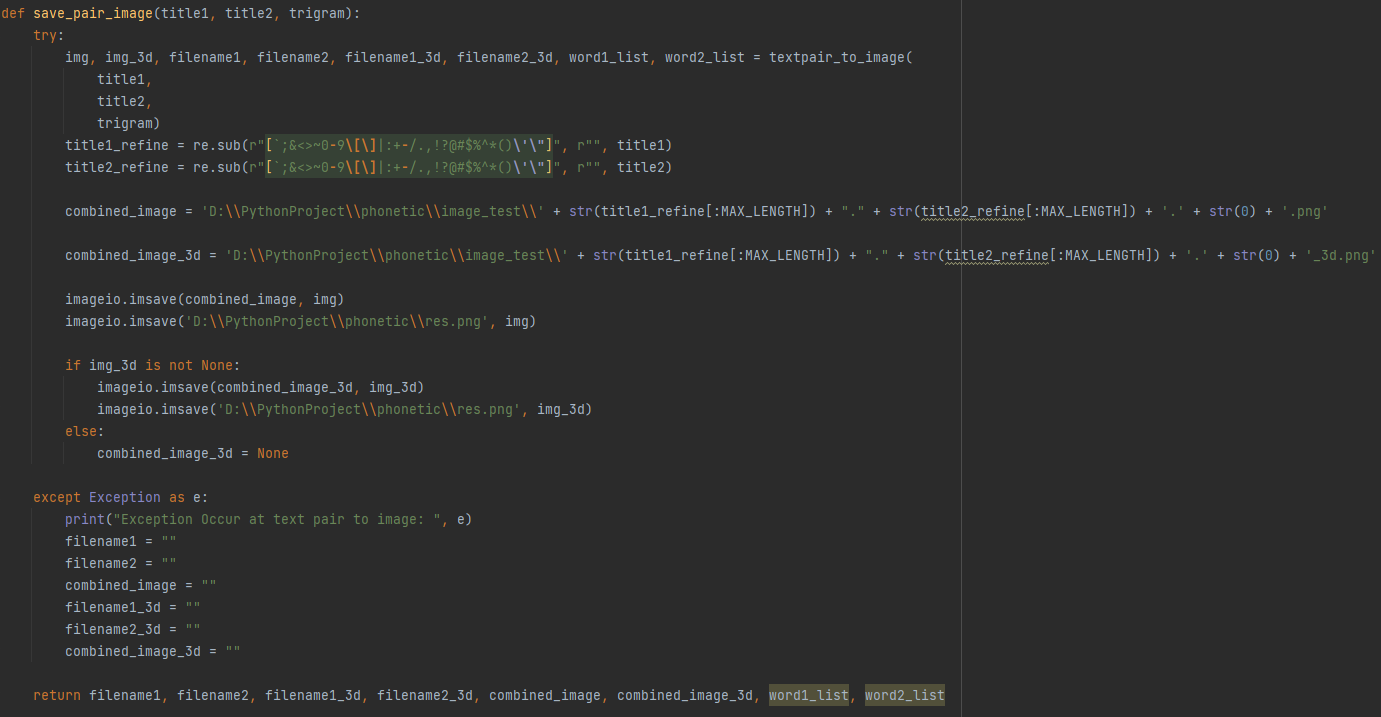 def save_pair_image(title1, title2, trigram):
    try:
        img, img_3d, filename1, filename2, filename1_3d, filename2_3d, word1_list, word2_list = textpair_to_image(
            title1,
            title2,
            trigram)
        title1_refine = re.sub(r"[`;&<>~0-9\[\]|:+-/.,!?@#$%^*()\'\"]", r"", title1)
        title2_refine = re.sub(r"[`;&<>~0-9\[\]|:+-/.,!?@#$%^*()\'\"]", r"", title2)
        combined_image = 'D:\\PythonProject\\phonetic\\image_test\\' + str(title1_refine[:MAX_LENGTH]) + "." + str(title2_refine[:MAX_LENGTH]) + '.' + str(0) + '.png'
        combined_image_3d = 'D:\\PythonProject\\phonetic\\image_test\\' + str(title1_refine[:MAX_LENGTH]) + "." + str(title2_refine[:MAX_LENGTH]) + '.' + str(0) + '_3d.png'
        imageio.imsave(combined_image, img)
        imageio.imsave('D:\\PythonProject\\phonetic\\res.png', img)
        if img_3d is not None:
            imageio.imsave(combined_image_3d, img_3d)
            imageio.imsave('D:\\PythonProject\\phonetic\\res.png', img_3d)
        else:
            combined_image_3d = None
    except Exception as e:
        print("Exception Occur at text pair to image: ", e)
        filename1 = ""
        filename2 = ""
        combined_image = ""
        filename1_3d = ""
        filename2_3d = ""
        combined_image_3d = ""
    return filename1, filename2, filename1_3d, filename2_3d, combined_image, combined_image_3d, word1_list, word2_list